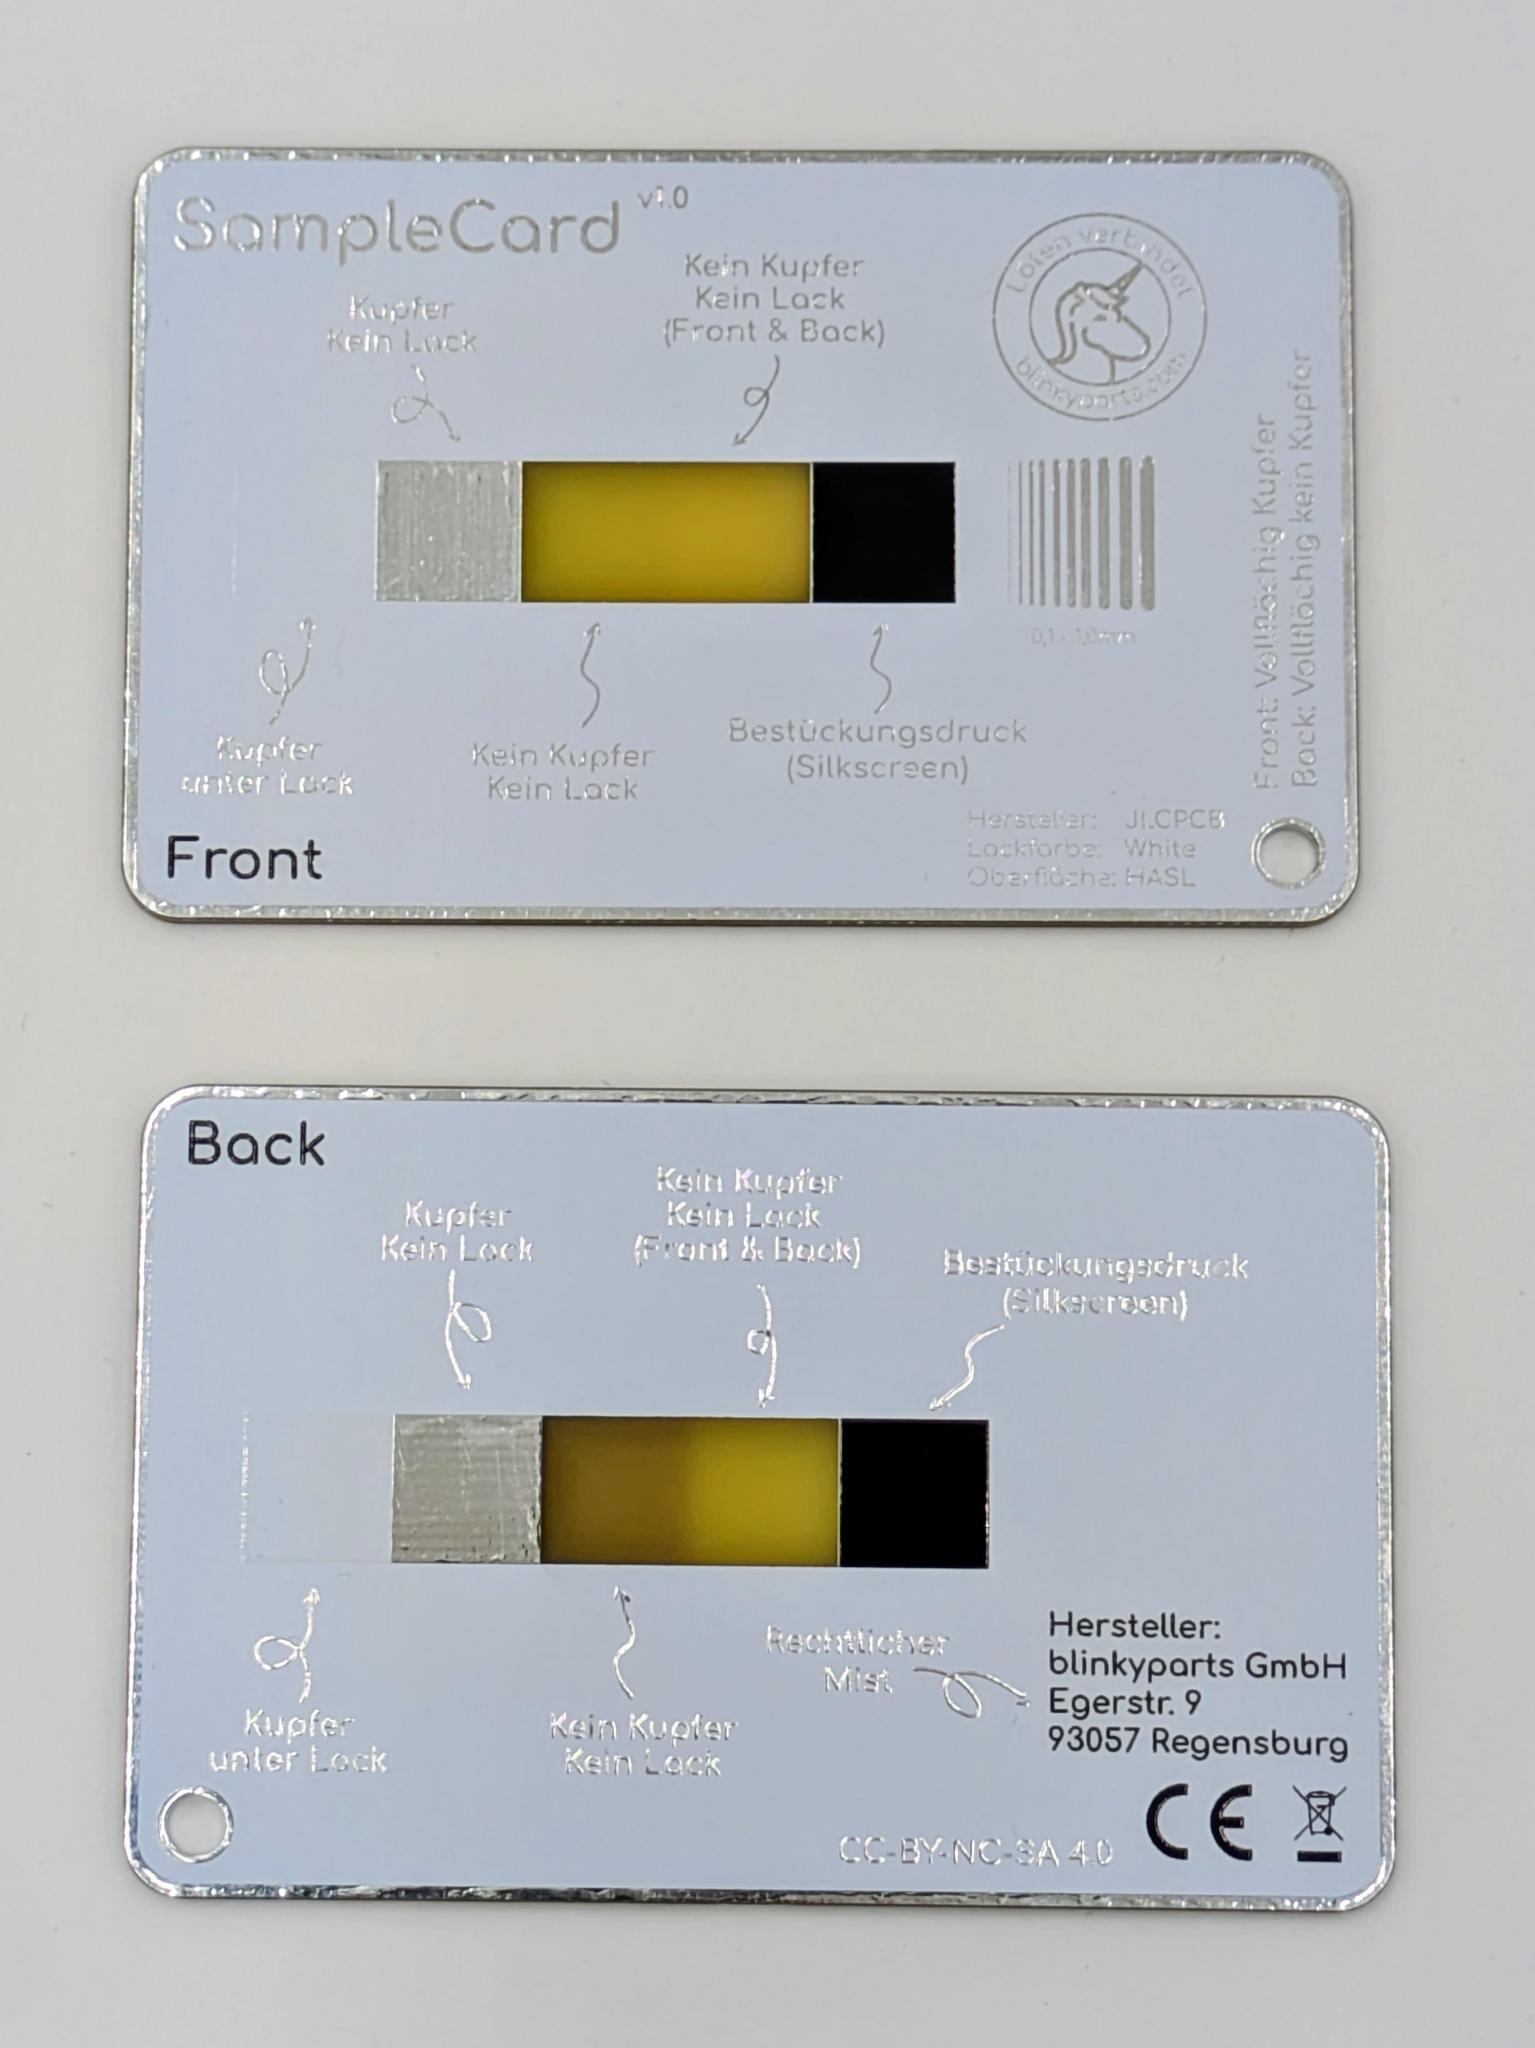 SampleCard v1.0
Kupfer
Kein Lack
Kein Kupfer
Kein Lack
(Front & Back)
Löten verbindet
blinkyparts.com
0,1 - 1,0mm
Kupfer
unter Lack
Kein Kupfer
Kein Lack
Bestückungsdruck
(Silkscreen)
Front: Vollflächig Kupfer
Back: Vollflächig kein Kupfer
Hersteller: JLCPCB
Lackfarbe: White
Oberfläche: HASL
Front
Back
Kupfer
Kein Lack
Kein Kupfer
Kein Lack
(Front & Back)
Bestückungsdruck
(Silkscreen)
Kupfer
unter Lack
Kein Kupfer
Kein Lack
Rechtlicher
Mist
Hersteller:
blinkyparts GmbH
Egerstr. 9
93057 Regensburg
CC-BY-NC-SA 4.0
CE